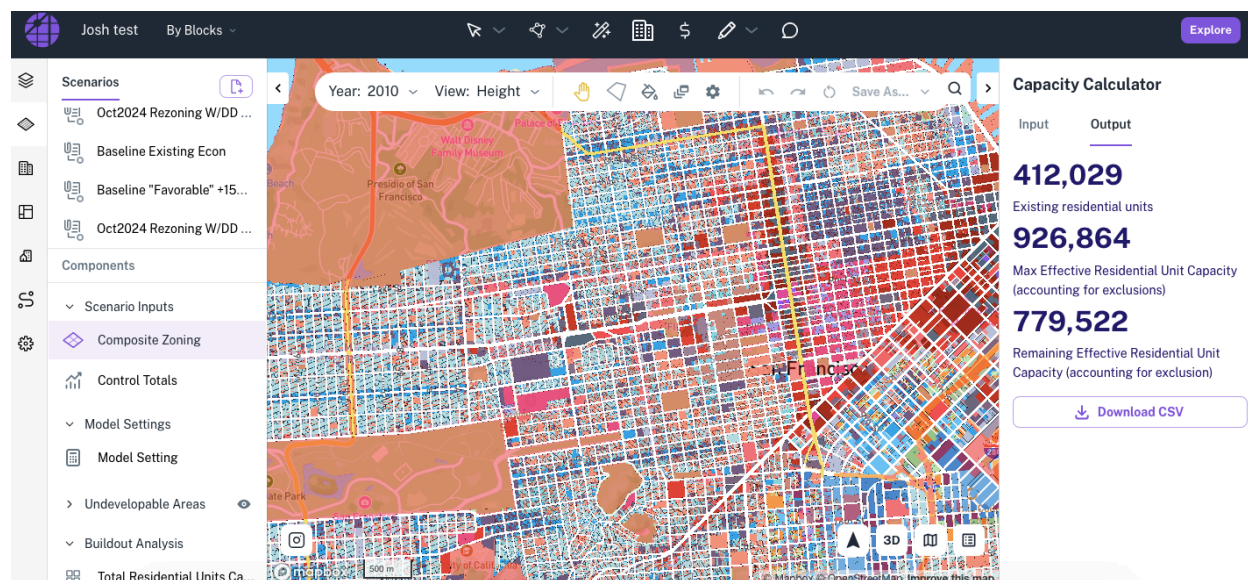 Josh test
By Blocks
Explore
Scenarios
Oct2024 Rezoning W/DD ...
Baseline Existing Econ
Baseline "Favorable" +15...
Oct2024 Rezoning W/DD ...
Components
Scenario Inputs
Composite Zoning
Control Totals
Model Settings
Model Setting
Undevelopable Areas
Buildout Analysis
Total Residential Units Ca...
Year: 2010
View: Height
Save As...
Palace of
Walt Disney
Family Museum
Beach
Presidio of San
Francisco
ate Park
500 m
3D
© Mapbox © OpenStreetMap Improve this map
Capacity Calculator
Input
Output
412,029
Existing residential units
926,864
Max Effective Residential Unit Capacity
(accounting for exclusions)
779,522
Remaining Effective Residential Unit
Capacity (accounting for exclusion)
Download CSV